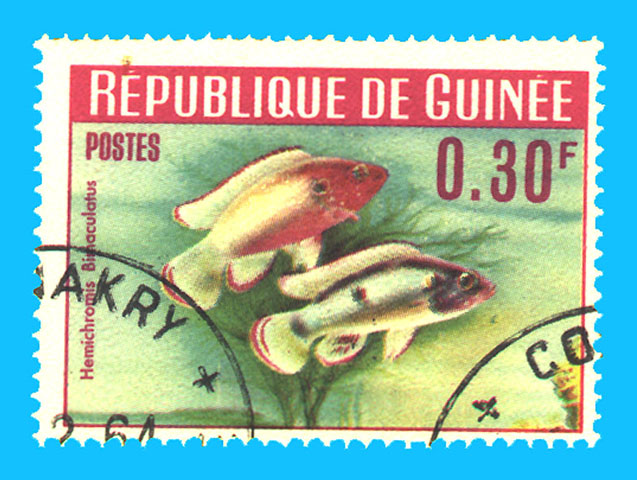 RÉPUBLIQUE DE GUINÉE
POSTES
0.30F
Hemichromis Bimaculatus
AKRY
CO